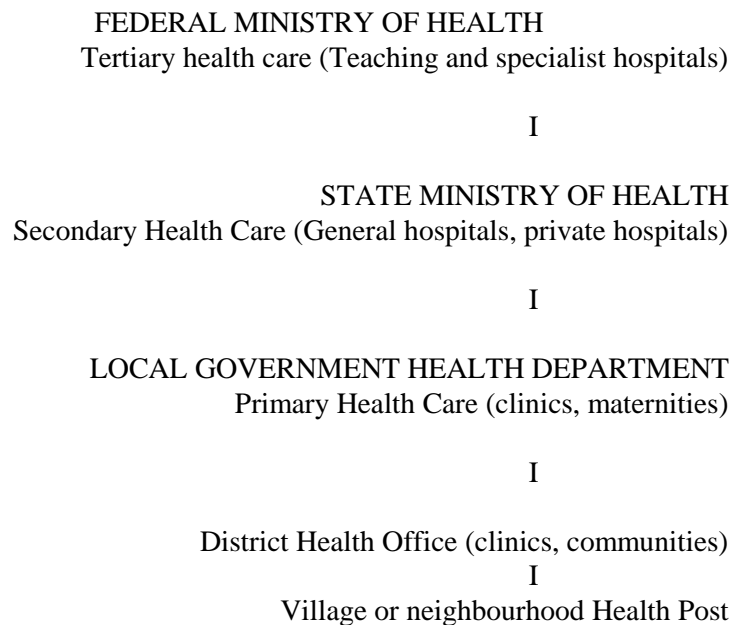 FEDERAL MINISTRY OF HEALTH
Tertiary health care (Teaching and specialist hospitals)
I
STATE MINISTRY OF HEALTH
Secondary Health Care (General hospitals, private hospitals)
I
LOCAL GOVERNMENT HEALTH DEPARTMENT
Primary Health Care (clinics, maternities)
I
District Health Office (clinics, communities)
I
Village or neighbourhood Health Post